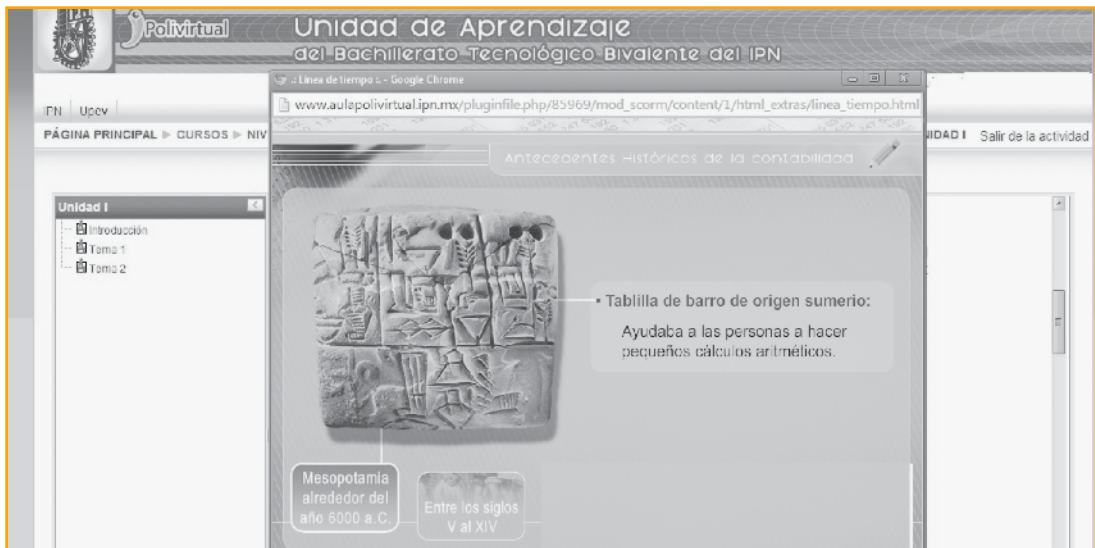 Polivirtual
Unidad de Aprendizaje
del Bachillerato Tecnológico Bivalente del IPN
.: Linea de tiempo :. - Google Chrome
www.aulapolivirtual.ipn.mx/pluginfile.php/85969/mod_scorm/content/1/html_extras/linea_tiempo.html
IPN Upev
PÁGINA PRINCIPAL ► CURSOS ► NIV
NIDAD I Salir de la actividad
Antecedentes Históricos de la contabilidad
Unidad I
Introducción
Tema 1
Tema 2
▪ Tablilla de barro de origen sumerio:
Ayudaba a las personas a hacer
pequeños cálculos aritméticos.
Mesopotamia
alrededor del
año 6000 a.C.
Entre los siglos
V al XIV